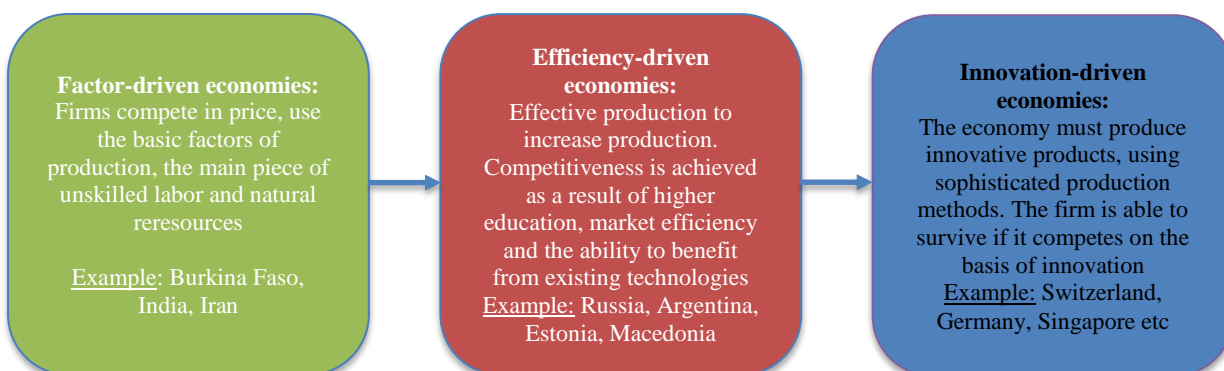 Factor-driven economies:
Firms compete in price, use
the basic factors of
production, the main piece of
unskilled labor and natural
reresources
Example: Burkina Faso,
India, Iran
Efficiency-driven
economies:
Effective production to
increase production.
Competitiveness is achieved
as a result of higher
education, market efficiency
and the ability to benefit
from existing technologies
Example: Russia, Argentina,
Estonia, Macedonia
Innovation-driven
economies:
The economy must produce
innovative products, using
sophisticated production
methods. The firm is able to
survive if it competes on the
basis of innovation
Example: Switzerland,
Germany, Singapore etc